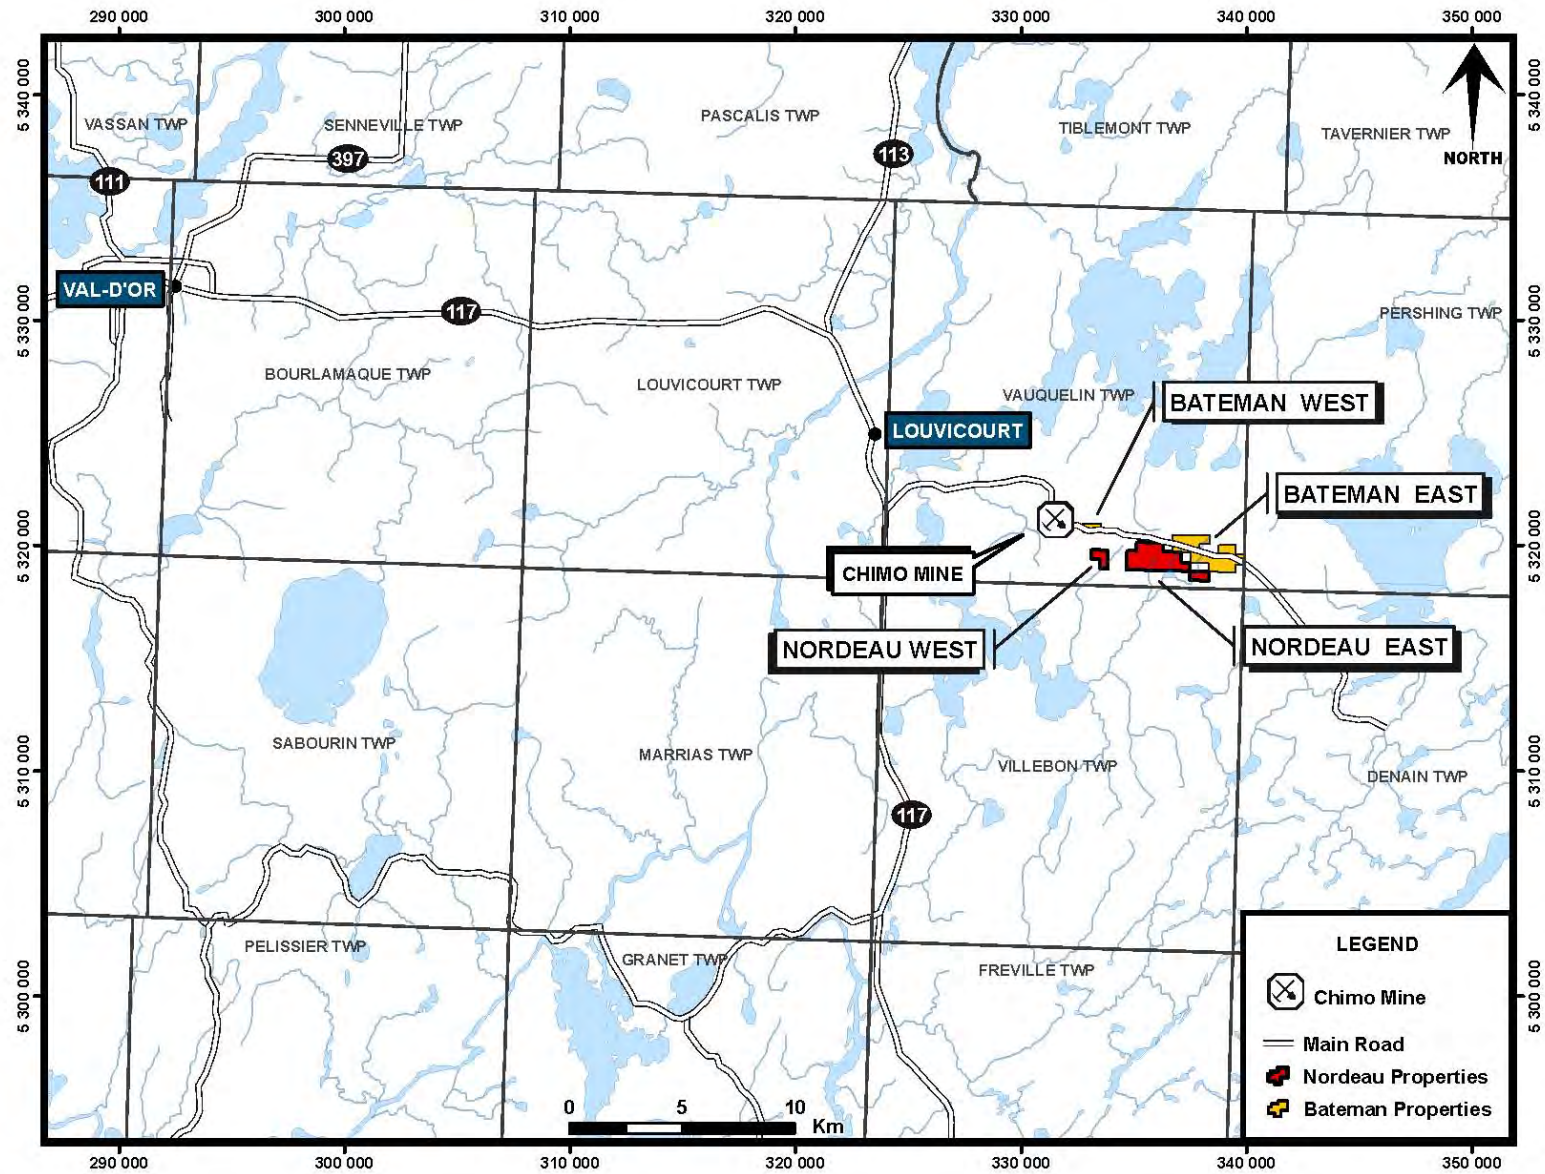 290 000
300 000
310 000
320 000
330 000
340 000
350 000
5 340 000
5 340 000
VASSAN TWP
SENNEVILLE TWP
PASCALIS TWP
TIBLEMONT TWP
TAVERNIER TWP
NORTH
397
113
111
VAL-D'OR
117
5 330 000
5 330 000
PERSHING TWP
BOURLAMAQUE TWP
LOUVICOURT TWP
VAUQUELIN TWP
BATEMAN WEST
LOUVICOURT
BATEMAN EAST
5 320 000
5 320 000
CHIMO MINE
NORDEAU WEST
NORDEAU EAST
SABOURIN TWP
MARRIAS TWP
VILLEBON TWP
DENAIN TWP
5 310 000
5 310 000
117
PELISSIER TWP
GRANET TWP
FREVILLE TWP
5 300 000
5 300 000
LEGEND
Chimo Mine
Main Road
Nordeau Properties
Bateman Properties
0 5 10
Km
290 000
300 000
310 000
320 000
330 000
340 000
350 000